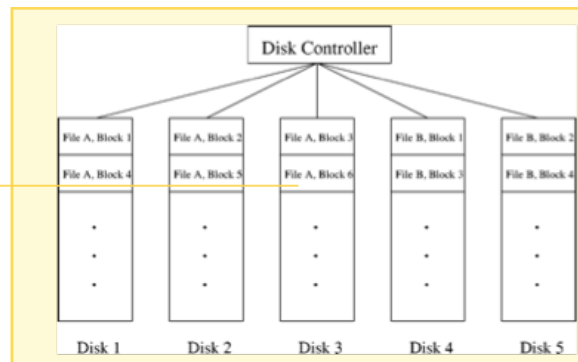 Disk Controller
File A, Block 1 File A, Block 2 File A, Block 3 File B, Block 1 File B, Block 2
File A, Block 4 File A, Block 5 File A, Block 6 File B, Block 3 File B, Block 4
Disk 1 Disk 2 Disk 3 Disk 4 Disk 5